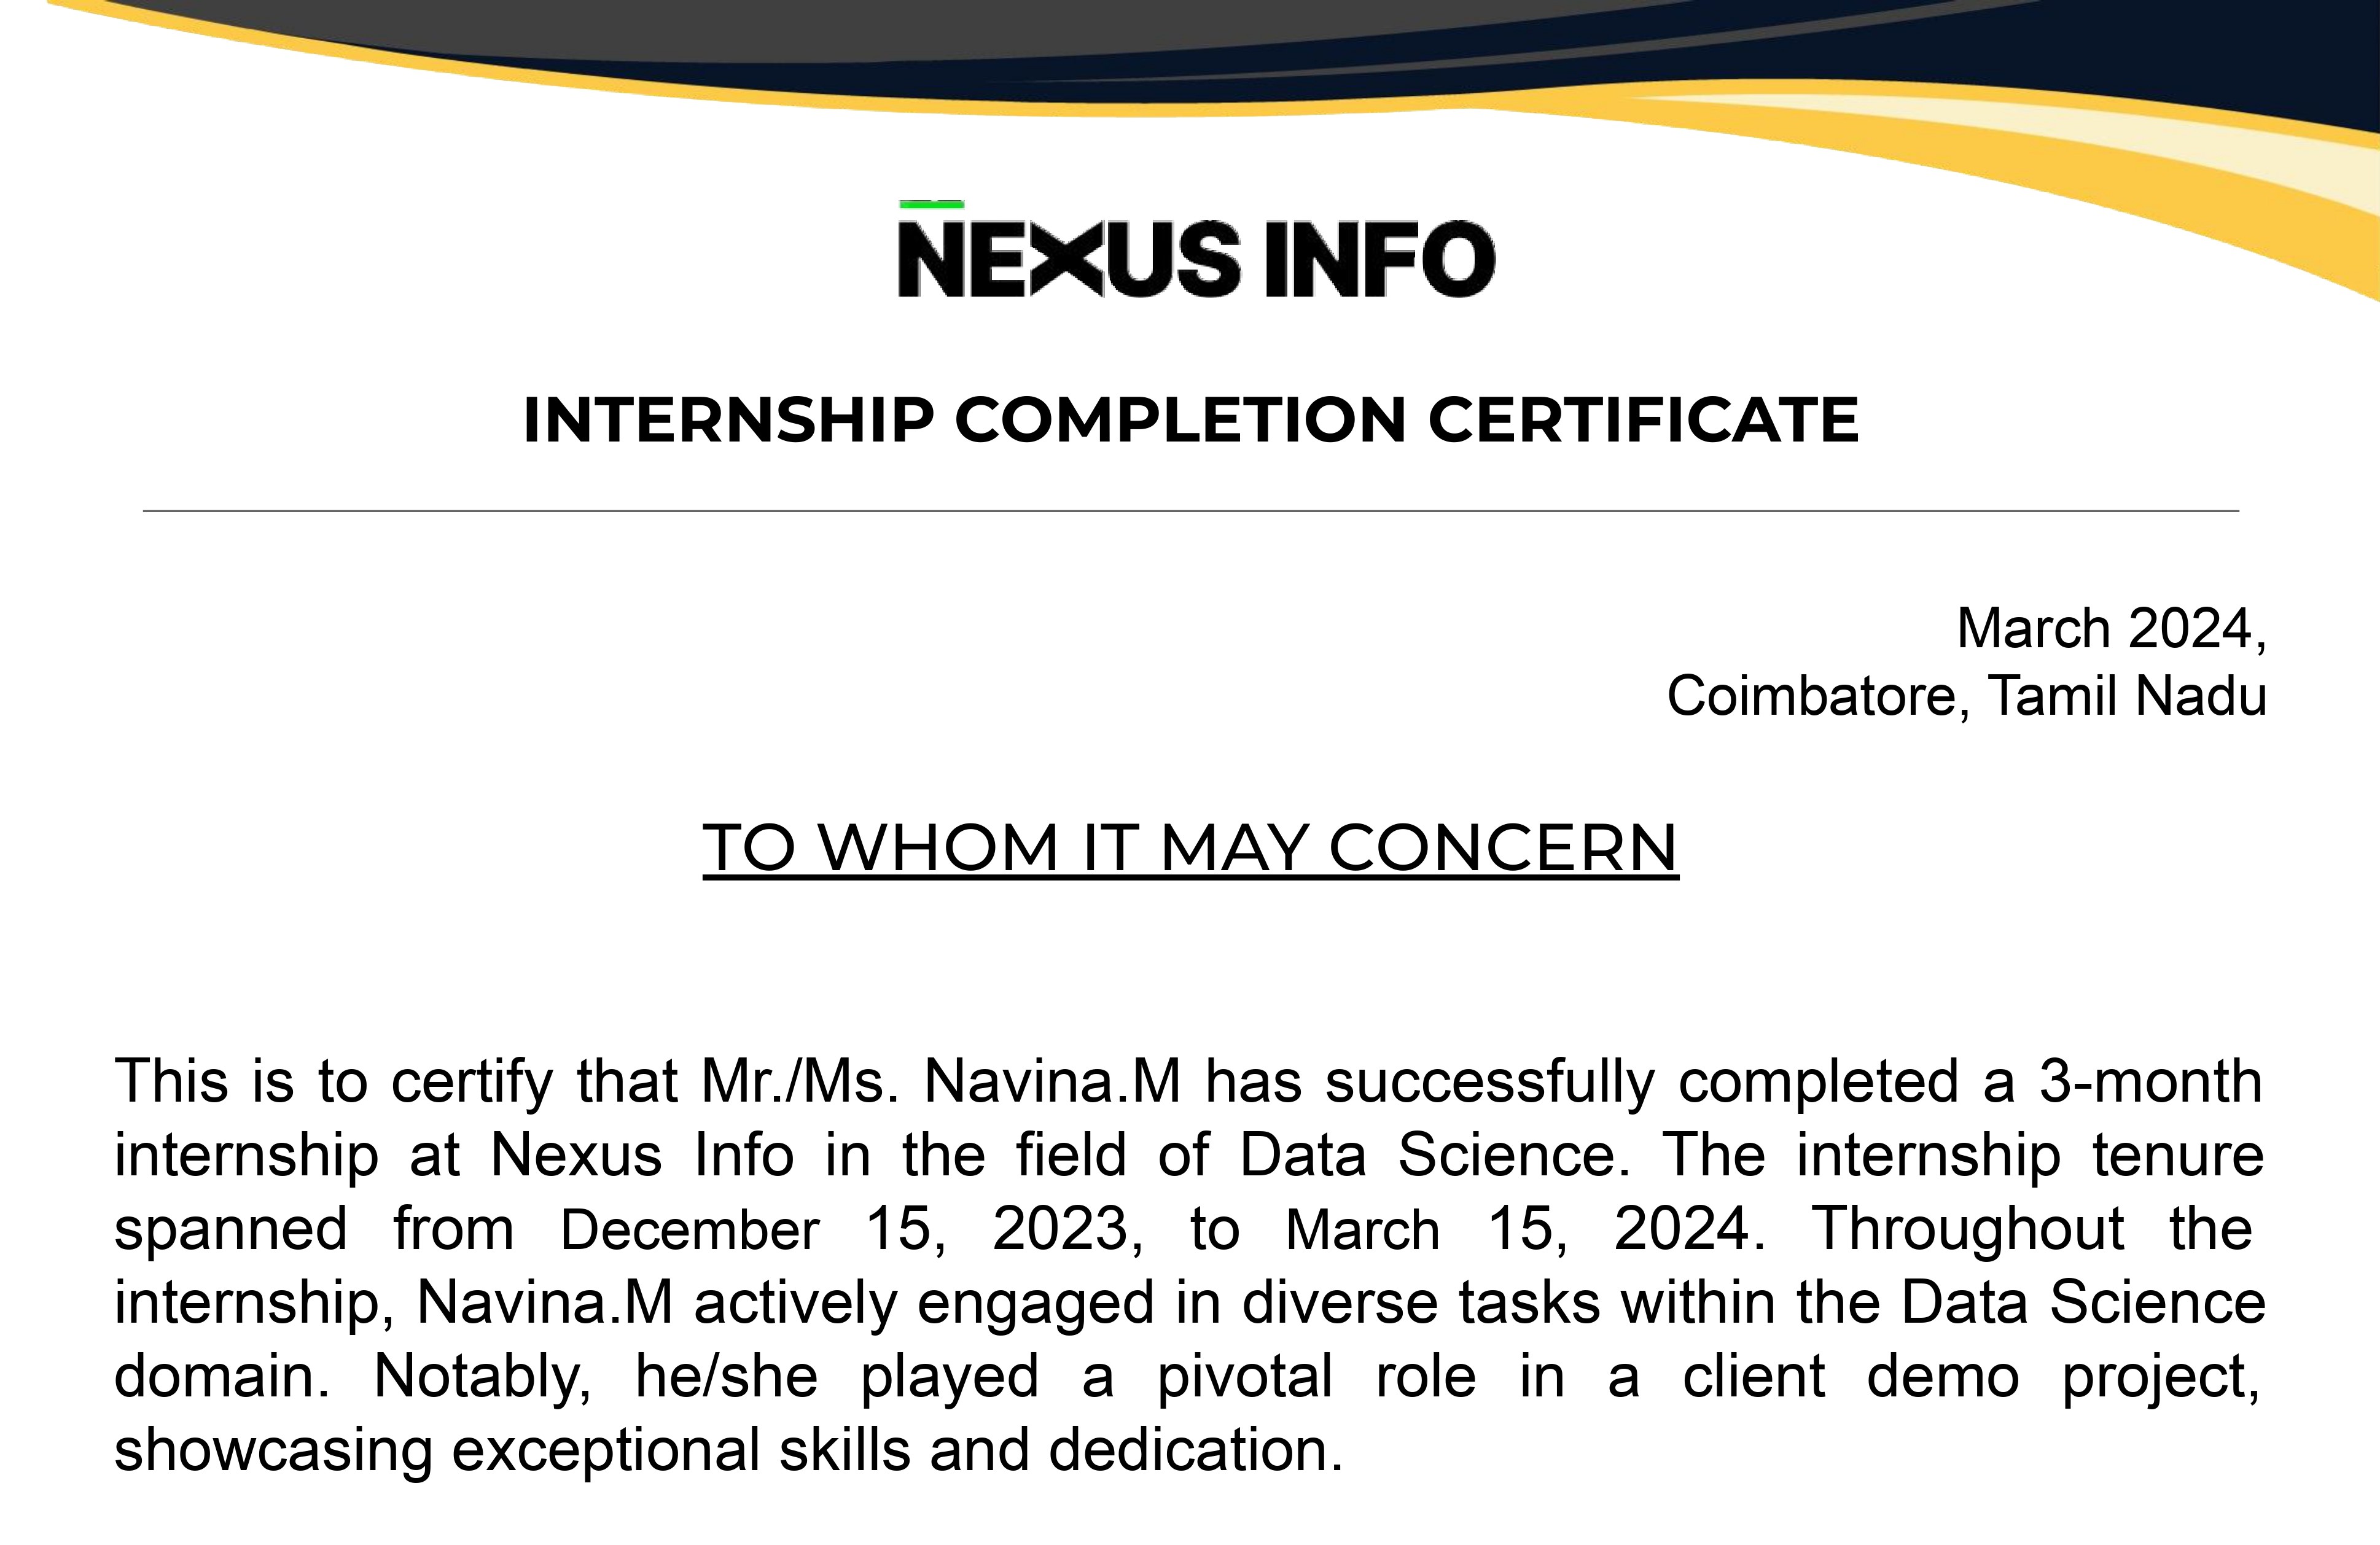 NEXUS INFO
INTERNSHIP COMPLETION CERTIFICATE
March 2024,
Coimbatore, Tamil Nadu
TO WHOM IT MAY CONCERN
This is to certify that Mr./Ms. Navina.M has successfully completed a 3-month
internship at Nexus Info in the field of Data Science. The internship tenure
spanned from December 15, 2023, to March 15, 2024. Throughout the
internship, Navina.M actively engaged in diverse tasks within the Data Science
domain. Notably, he/she played a pivotal role in a client demo project,
showcasing exceptional skills and dedication.